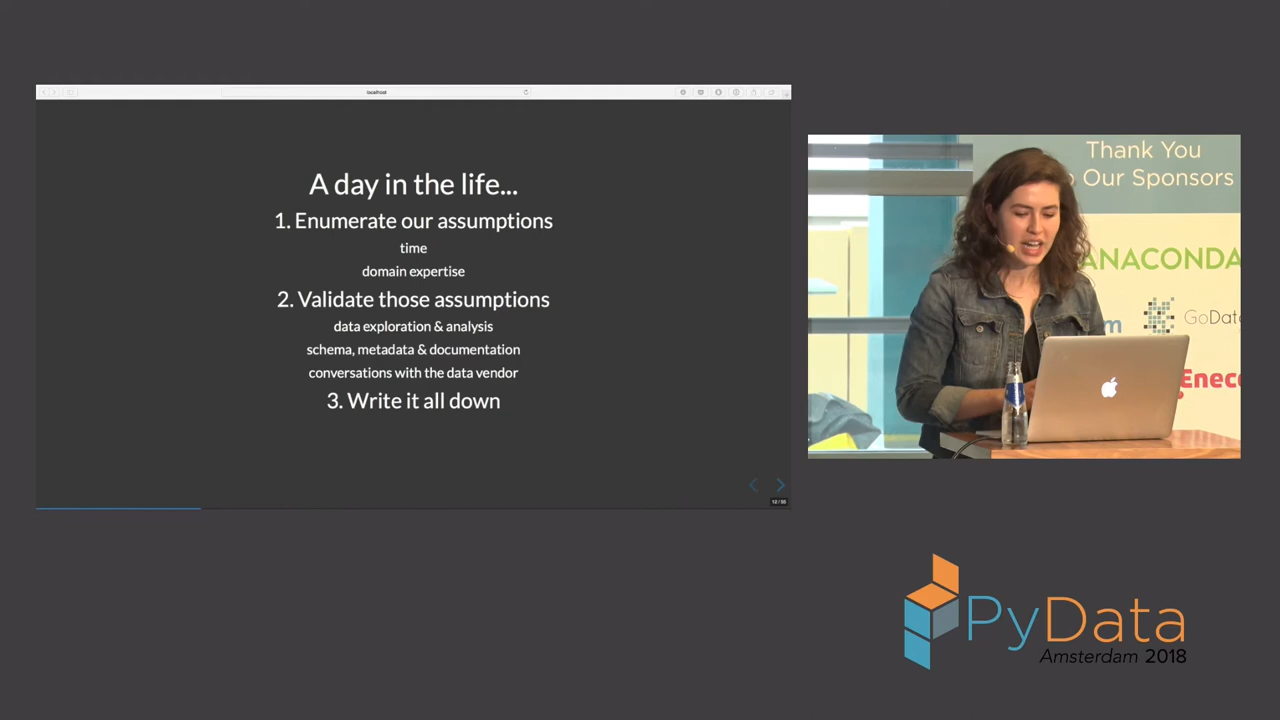 localhost
A day in the life...
1. Enumerate our assumptions
time
domain expertise
2. Validate those assumptions
data exploration & analysis
schema, metadata & documentation
conversations with the data vendor
3. Write it all down
Thank You
Our Sponsors
ANACONDA
GoData
Eneco
PyData
Amsterdam 2018